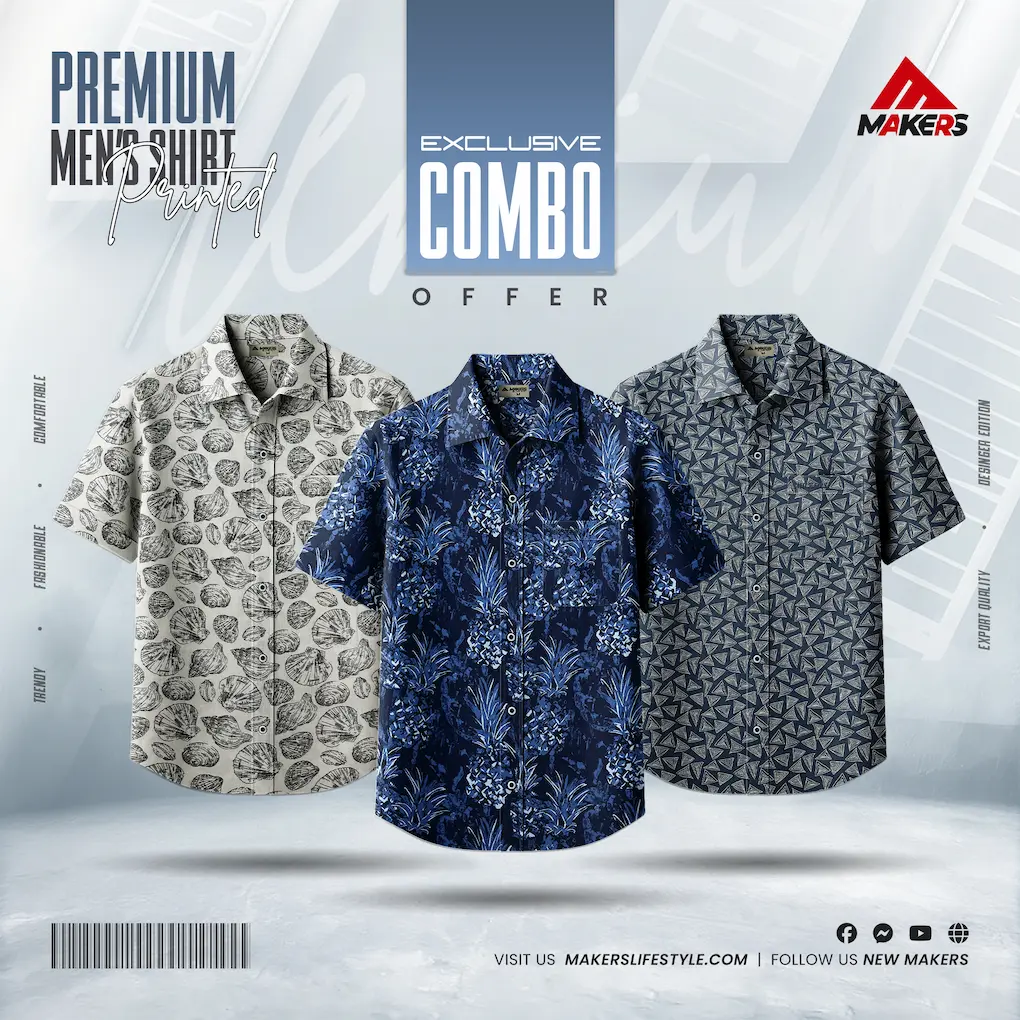 PREMIUM
MEN'S SHIRT
Printed
EXCLUSIVE
COMBO
OFFER
MAKERS
COMFORTABLE
FASHIONABLE
TRENDY
DESINGER EDITION
EXPORT QUALITY
VISIT US MAKERSLIFESTYLE.COM | FOLLOW US NEW MAKERS